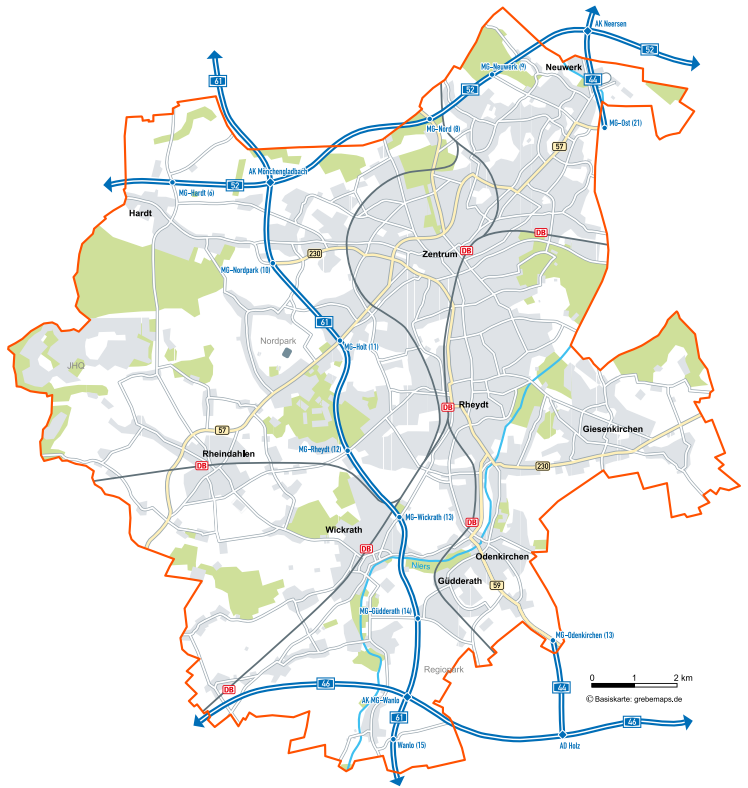 AK Neersen
52
MG-Neuwerk (9)
Neuwerk
61
52
44
MG-Nord (8)
MG-Ost (21)
57
AK Mönchengladbach
52
MG-Hardt (6)
Hardt
DB
DB
Zentrum
230
MG-Nordpark (10)
61
Nordpark
MG-Holt (11)
JHQ
DB
Rheydt
57
Giesenkirchen
Rheindahlen
MG-Rheydt (12)
DB
230
MG-Wickrath (13)
Wickrath
DB
DB
Odenkirchen
Niers
Güdderath
59
MG-Güdderath (14)
MG-Odenkirchen (13)
Regiopark
0 1 2 km
DB
46
44
AK MG-Wanlo
© Basiskarte: grebemaps.de
61
46
Wanlo (15)
AD Holz